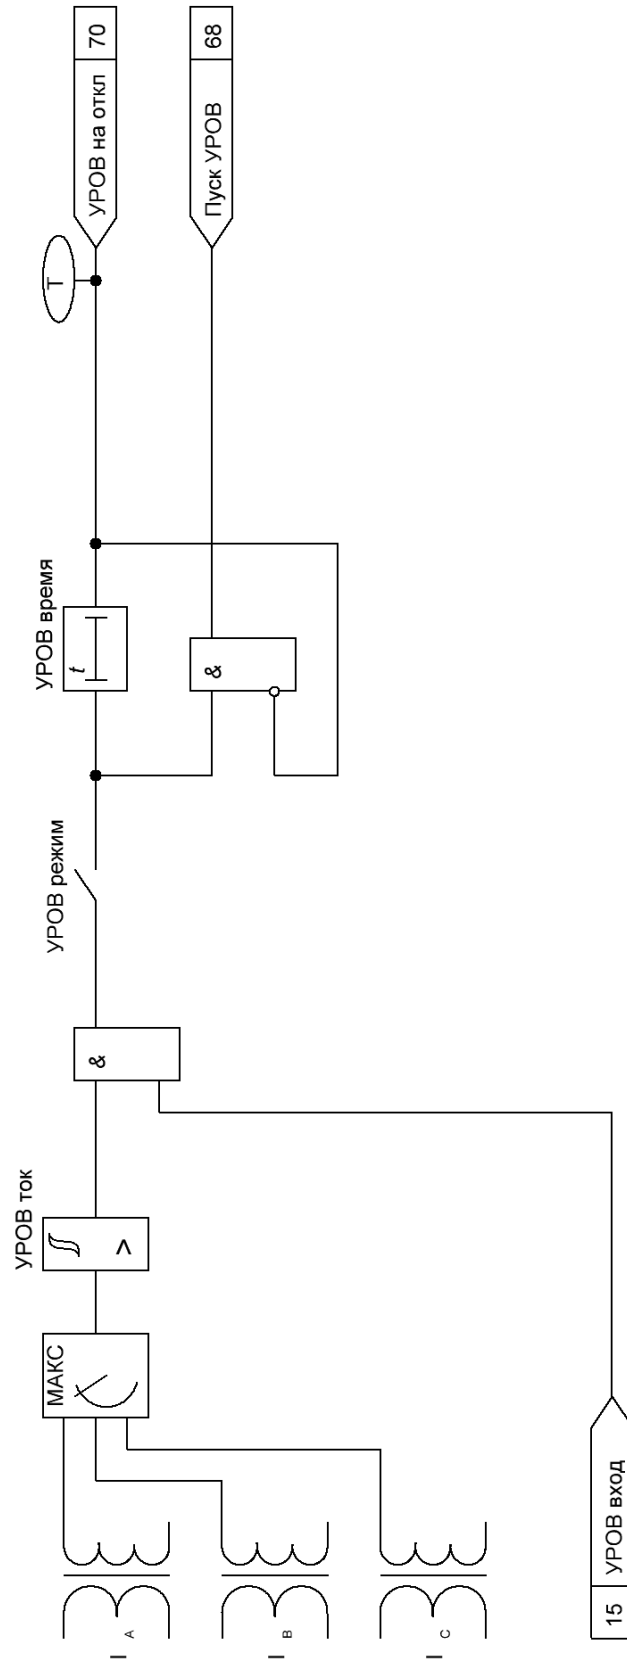 УРОВ на откл 70
Пуск УРОВ 68
T
УРОВ время
t
&
УРОВ режим
&
УРОВ ток
>
МАКС
I A
I B
I C
15 УРОВ вход